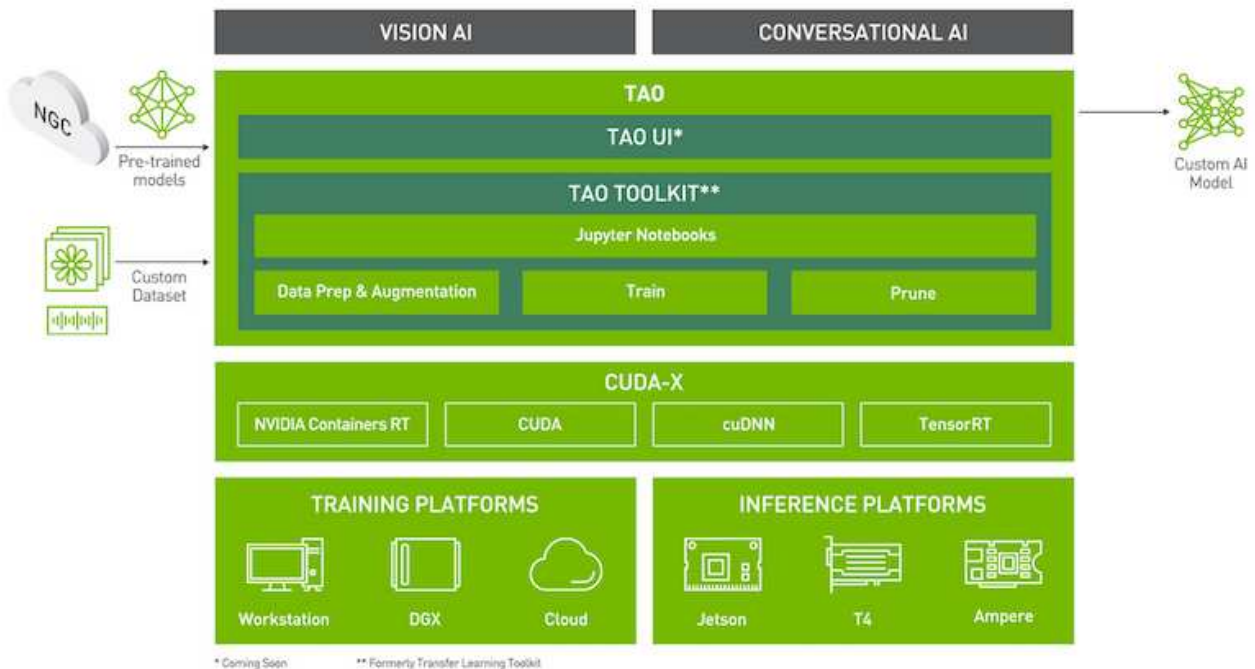 VISION AI
CONVERSATIONAL AI
NGC
Pre-trained
models
Custom
Dataset
TAO
TAO UI*
TAO TOOLKIT**
Jupyter Notebooks
Data Prep & Augmentation
Train
Prune
Custom AI
Model
CUDA-X
NVIDIA Containers RT
CUDA
cuDNN
TensorRT
TRAINING PLATFORMS
Workstation
DGX
Cloud
INFERENCE PLATFORMS
Jetson
T4
Ampere
* Coming Soon
** Formerly Transfer Learning Toolkit